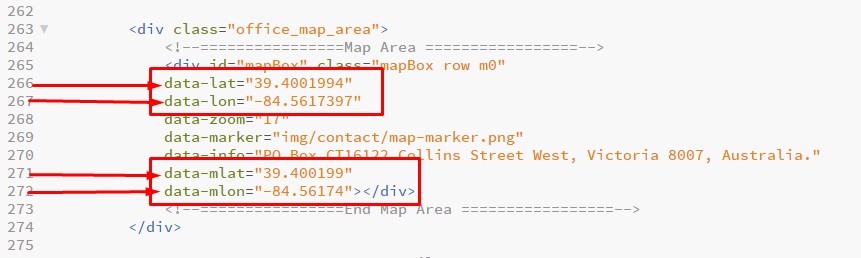 262
263 <div class="office_map_area">
264 <!--================Map Area =================-->
265 <div id="mapBox" class="mapBox row m0"
266 data-lat="39.4001994"
267 data-lon="-84.5617397"
268 data-zoom="17"
269 data-marker="img/contact/map-marker.png"
270 data-info="PO Box CT16122 Collins Street West, Victoria 8007, Australia."
271 data-mlat="39.400199"
272 data-mlon="-84.56174"></div>
273 <!--================End Map Area =================-->
274 </div>
275